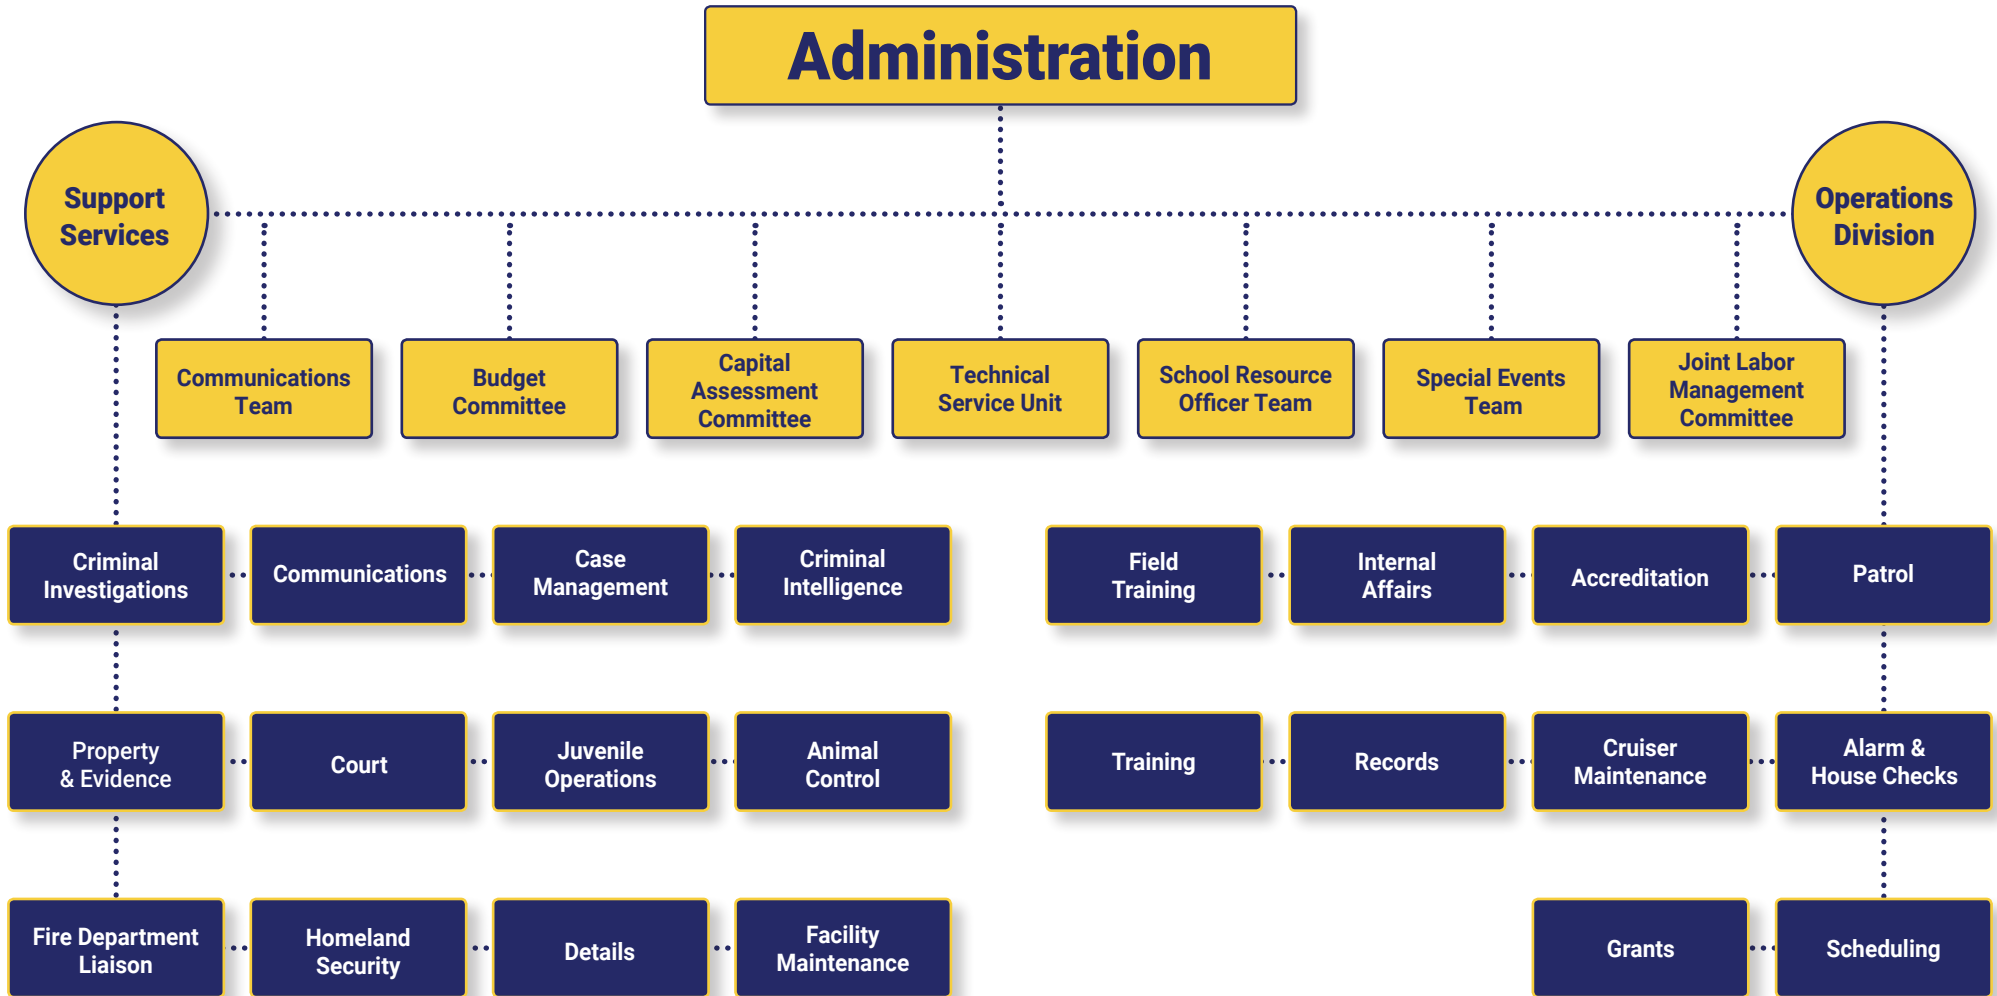 Administration
Support
Services
Operations
Division
Communications
Team
Budget
Committee
Capital
Assessment
Committee
Technical
Service Unit
School Resource
Officer Team
Special Events
Team
Joint Labor
Management
Committee
Criminal
Investigations
Communications
Case
Management
Criminal
Intelligence
Field
Training
Internal
Affairs
Accreditation
Patrol
Property
& Evidence
Court
Juvenile
Operations
Animal
Control
Training
Records
Cruiser
Maintenance
Alarm &
House Checks
Fire Department
Liaison
Homeland
Security
Details
Facility
Maintenance
Grants
Scheduling